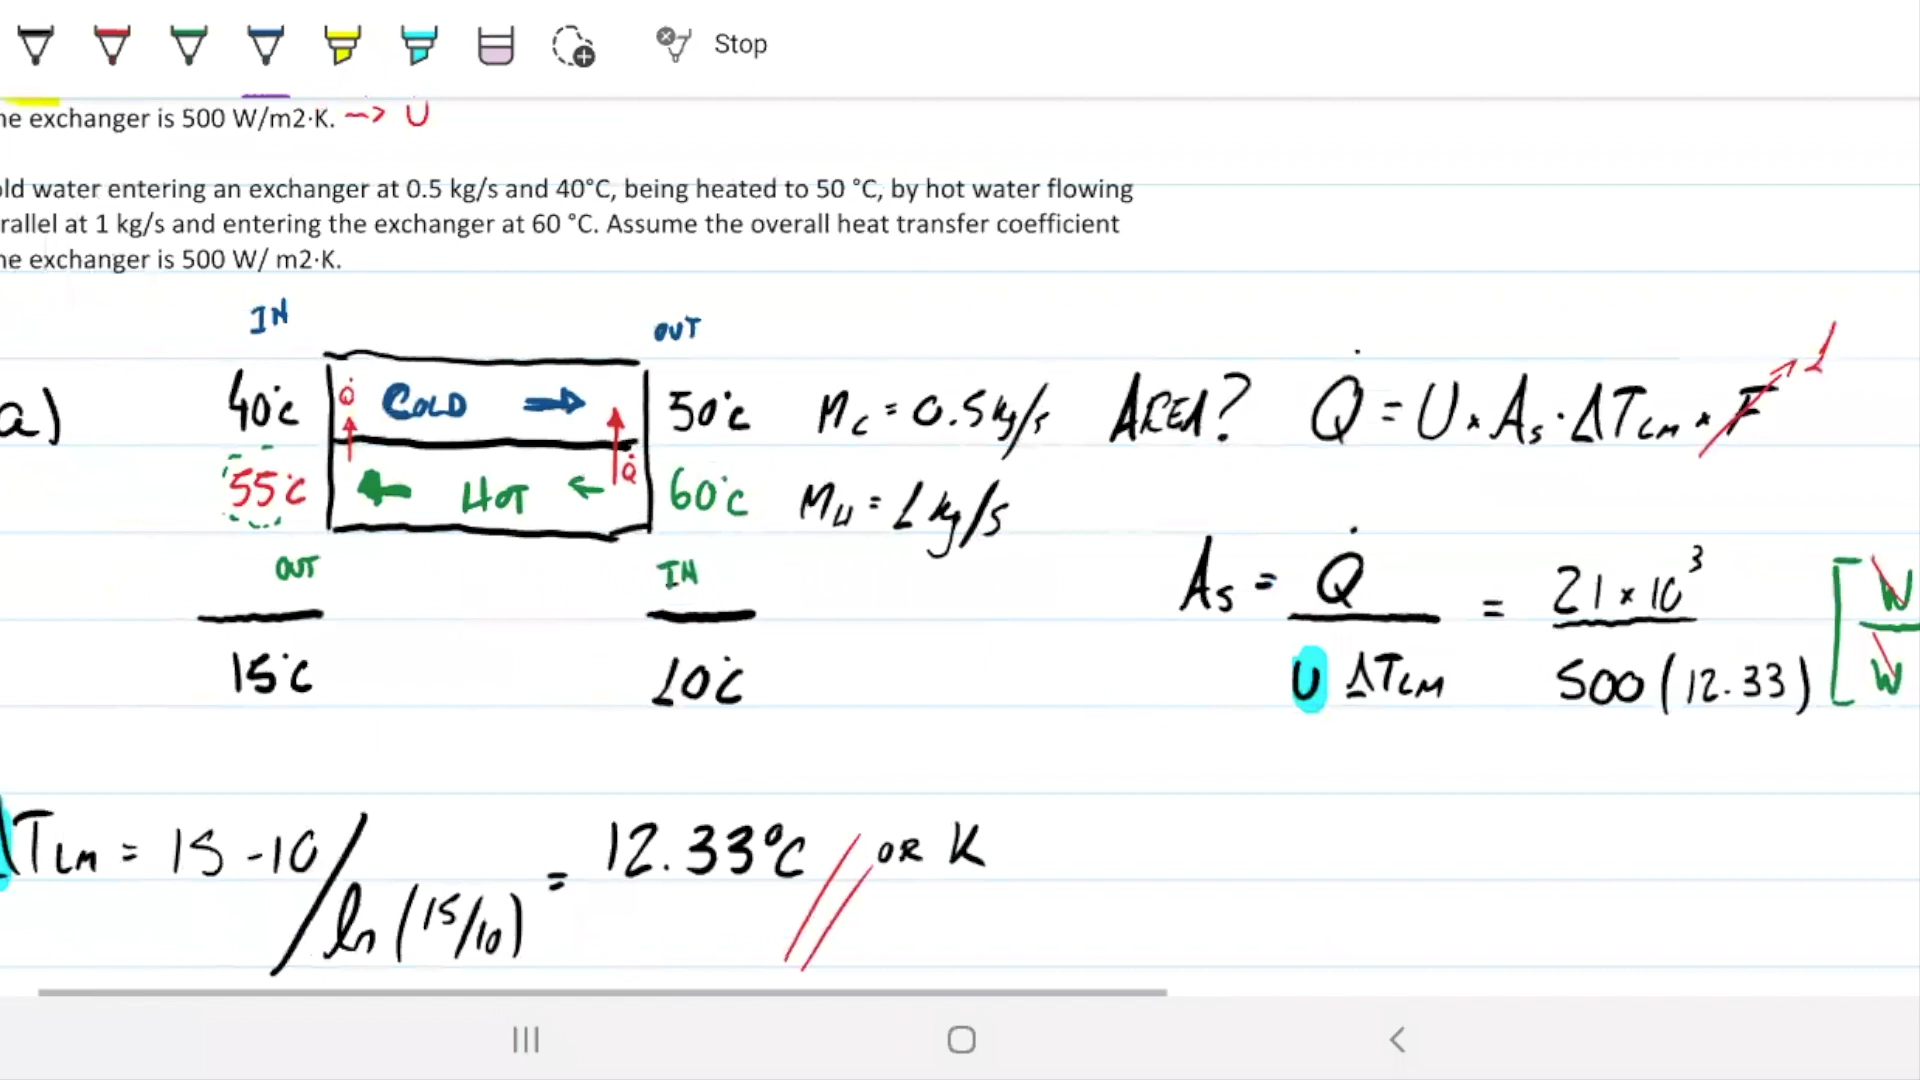 Stop
he exchanger is 500 W/m2·K. --> U
old water entering an exchanger at 0.5 kg/s and 40°C, being heated to 50 °C, by hot water flowing
rallel at 1 kg/s and entering the exchanger at 60 °C. Assume the overall heat transfer coefficient
he exchanger is 500 W/ m2·K.
IN OUT
a) 40°C Q̇ COLD → 50°C Mc = 0.5 kg/s AREA? Q̇ = U × As · ΔTLM × F → 1
55°C ← HOT ← Q̇ 60°C MH = 1 kg/s
OUT IN
15°C 10°C
As = Q̇ / U ΔTLM = 21 × 10³ / 500 (12.33) [W / W
ΔTLM = 15 - 10 / ln (15/10) = 12.33°C // OR K